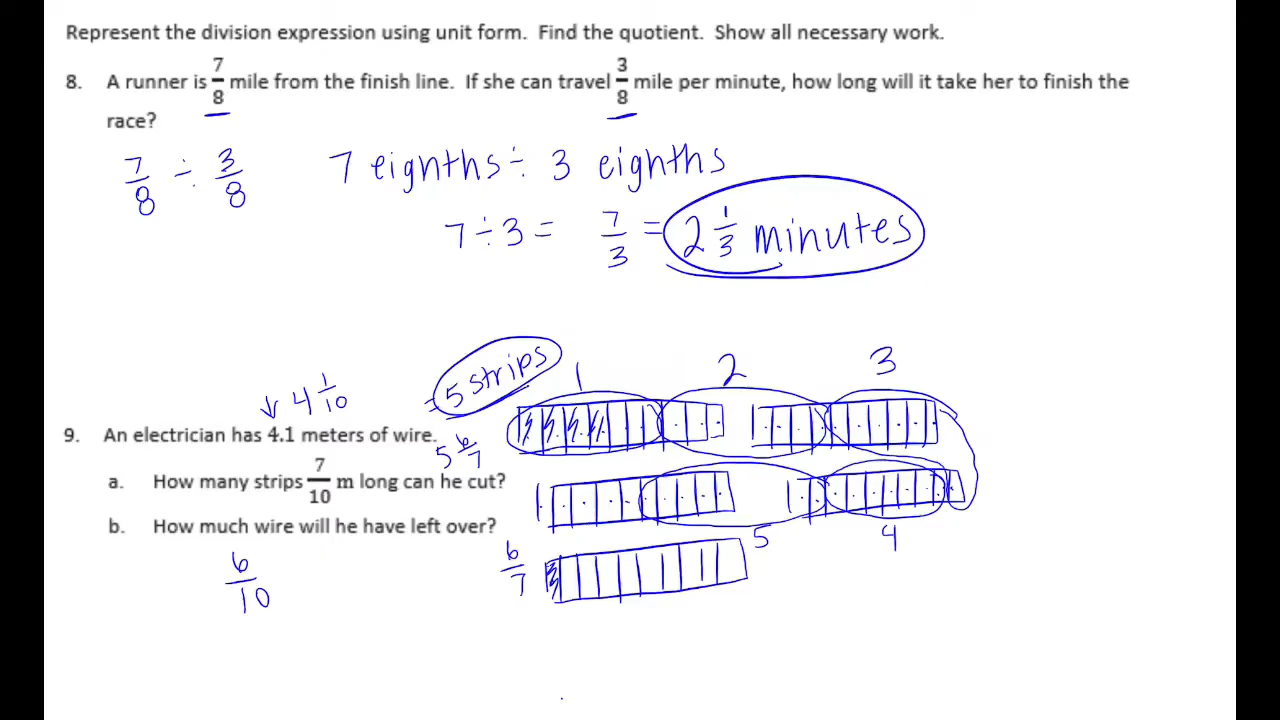 Represent the division expression using unit form. Find the quotient. Show all necessary work.
8. A runner is 7/8 mile from the finish line. If she can travel 3/8 mile per minute, how long will it take her to finish the
race?
7/8 ÷ 3/8
7 eighths ÷ 3 eighths
7 ÷ 3 = 7/3 = 2 1/3 minutes
4 1/10
= 5 strips
1 2 3
9. An electrician has 4.1 meters of wire.
5 6/7
a. How many strips 7/10 m long can he cut?
b. How much wire will he have left over?
5 4
6/10
6/7